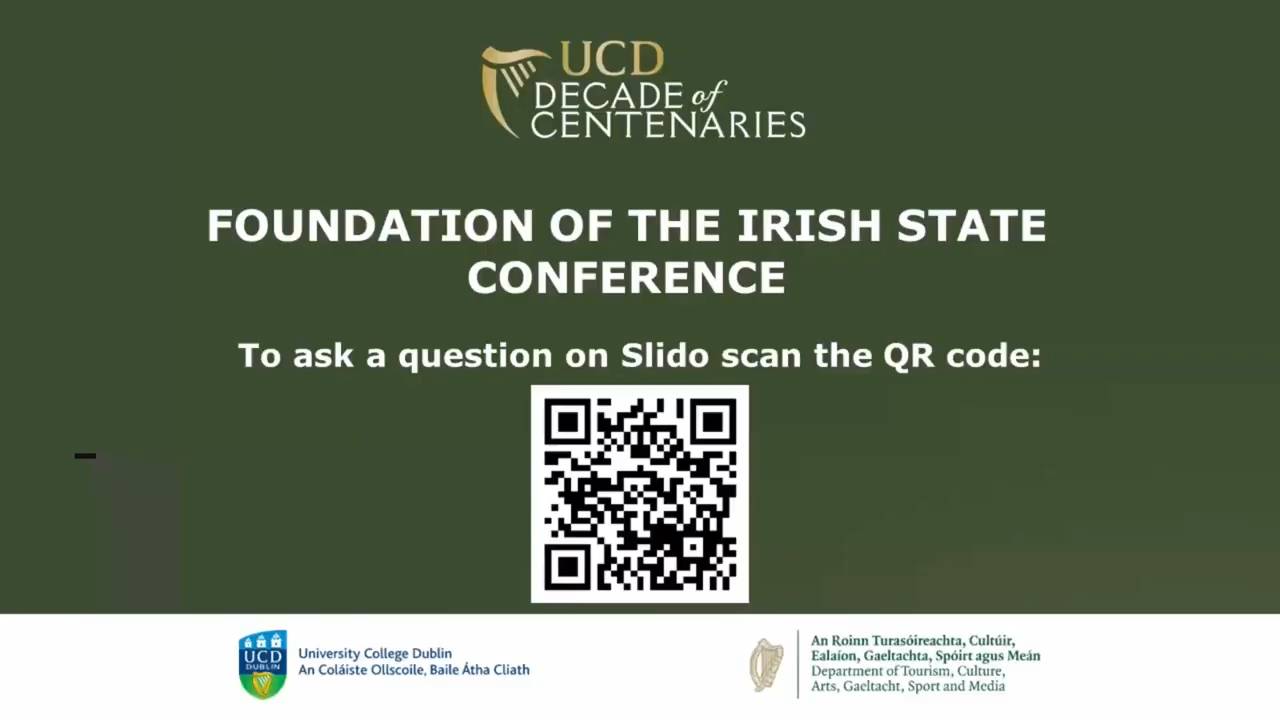 UCD
DECADE of
CENTENARIES
FOUNDATION OF THE IRISH STATE
CONFERENCE
To ask a question on Slido scan the QR code:
UCD
DUBLIN
University College Dublin
An Coláiste Ollscoile, Baile Átha Cliath
An Roinn Turasóireachta, Cultúir,
Ealaíon, Gaeltachta, Spóirt agus Meán
Department of Tourism, Culture,
Arts, Gaeltacht, Sport and Media